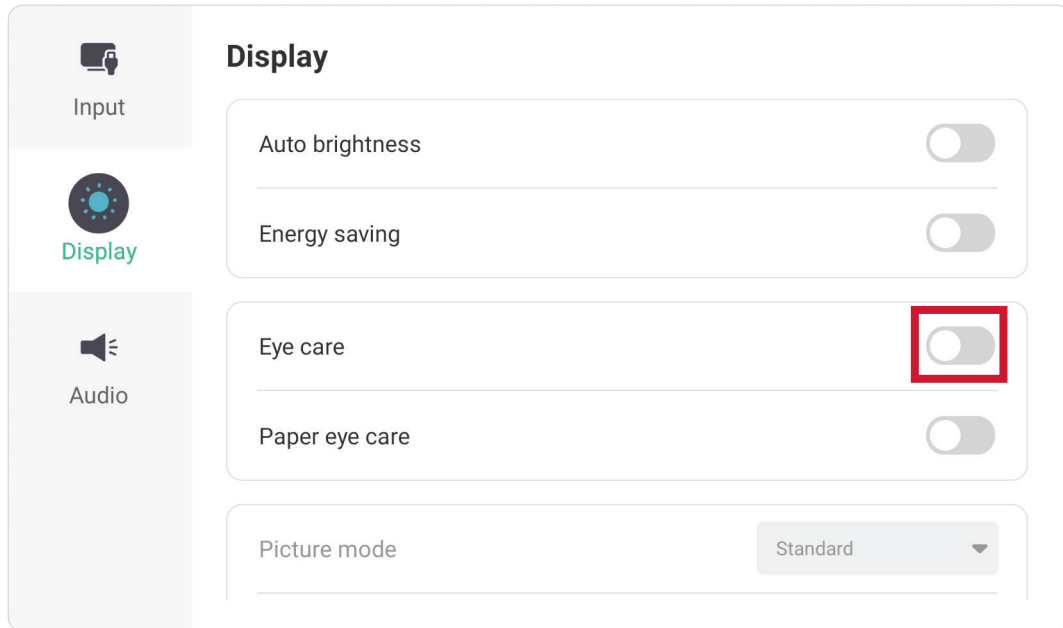 Input
Display
Audio
Display
Auto brightness
Energy saving
Eye care
Paper eye care
Picture mode
Standard